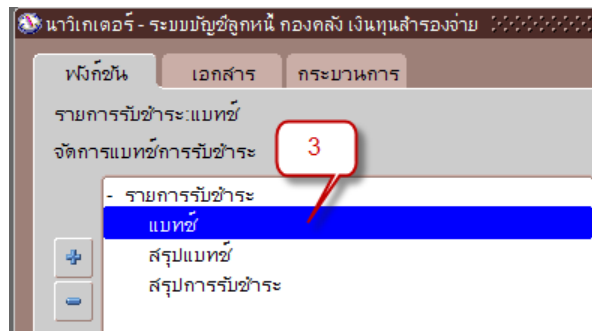 นาวิเกเตอร์ - ระบบบัญชีลูกหนี้ กองคลัง เงินทุนสำรองจ่าย
ฟังก์ชัน เอกสาร กระบวนการ
รายการรับชำระ:แบทช์
จัดการแบทช์การรับชำระ
3
- รายการรับชำระ
แบทช์
สรุปแบทช์
สรุปการรับชำระ